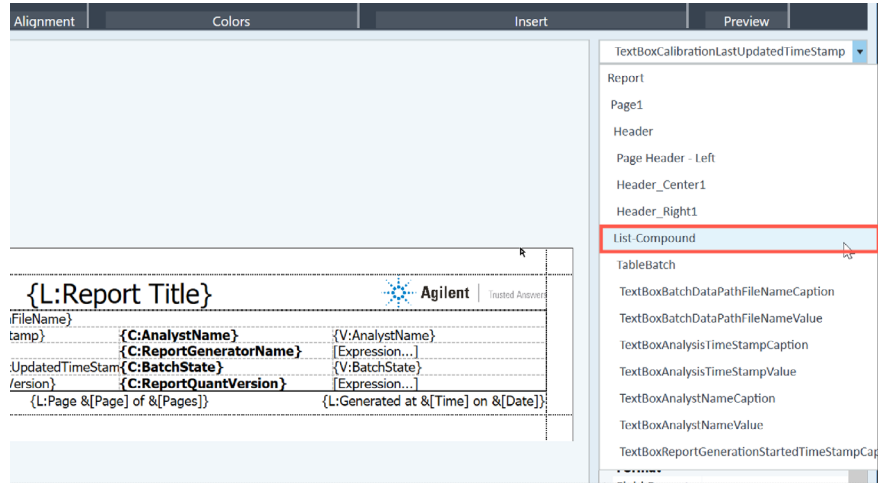 Alignment Colors Insert Preview
TextBoxCalibrationLastUpdatedTimeStamp
Report
Page1
Header
Page Header - Left
Header_Center1
Header_Right1
List-Compound
TableBatch
TextBoxBatchDataPathFileNameCaption
TextBoxBatchDataPathFileNameValue
TextBoxAnalysisTimeStampCaption
TextBoxAnalysisTimeStampValue
TextBoxAnalystNameCaption
TextBoxAnalystNameValue
TextBoxReportGenerationStartedTimeStampCap
{L:Report Title} Agilent Trusted Answers
FileName}
tamp} {C:AnalystName} {V:AnalystName}
{C:ReportGeneratorName} [Expression...]
:UpdatedTimeStam{C:BatchState} {V:BatchState}
Version} {C:ReportQuantVersion} [Expression...]
{L:Page &[Page] of &[Pages]} {L:Generated at &[Time] on &[Date]}